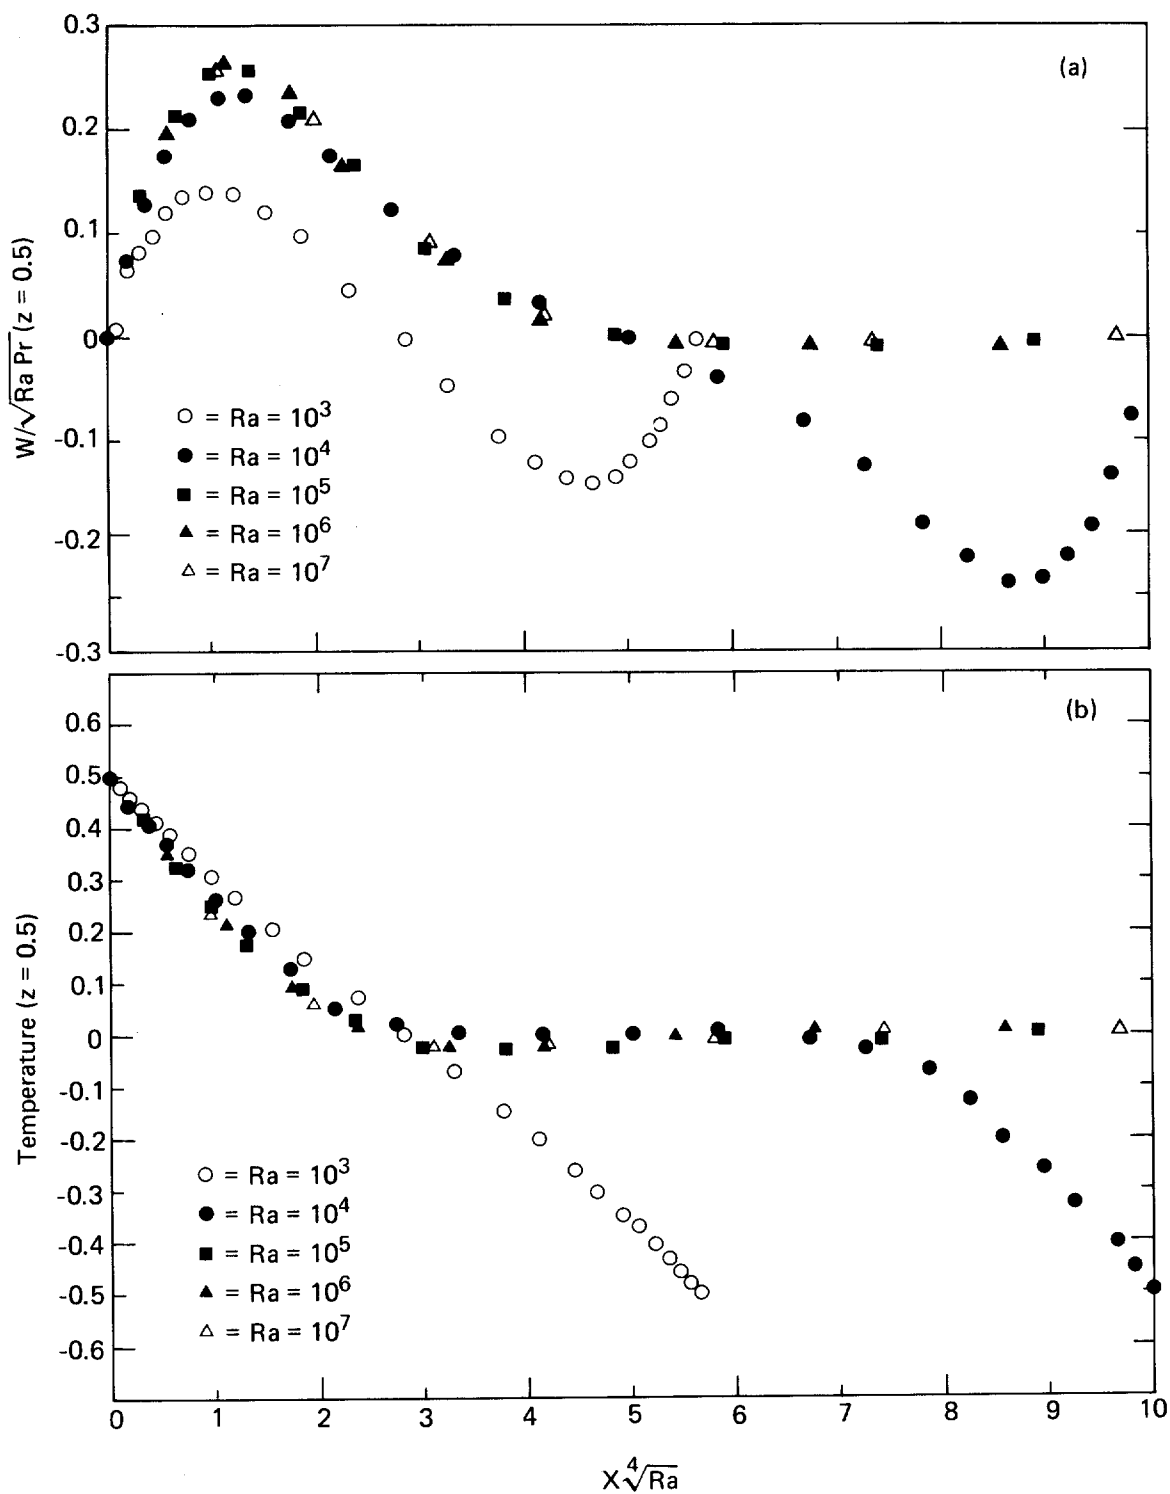 0.3
0.2
0.1
0
-0.1
-0.2
-0.3
W/√Ra Pr (z = 0.5)
(a)
○ = Ra = 10³
● = Ra = 10⁴
■ = Ra = 10⁵
▲ = Ra = 10⁶
△ = Ra = 10⁷
0.6
0.5
0.4
0.3
0.2
0.1
0
-0.1
-0.2
-0.3
-0.4
-0.5
-0.6
Temperature (z = 0.5)
(b)
○ = Ra = 10³
● = Ra = 10⁴
■ = Ra = 10⁵
▲ = Ra = 10⁶
△ = Ra = 10⁷
0 1 2 3 4 5 6 7 8 9 10
X ∜Ra